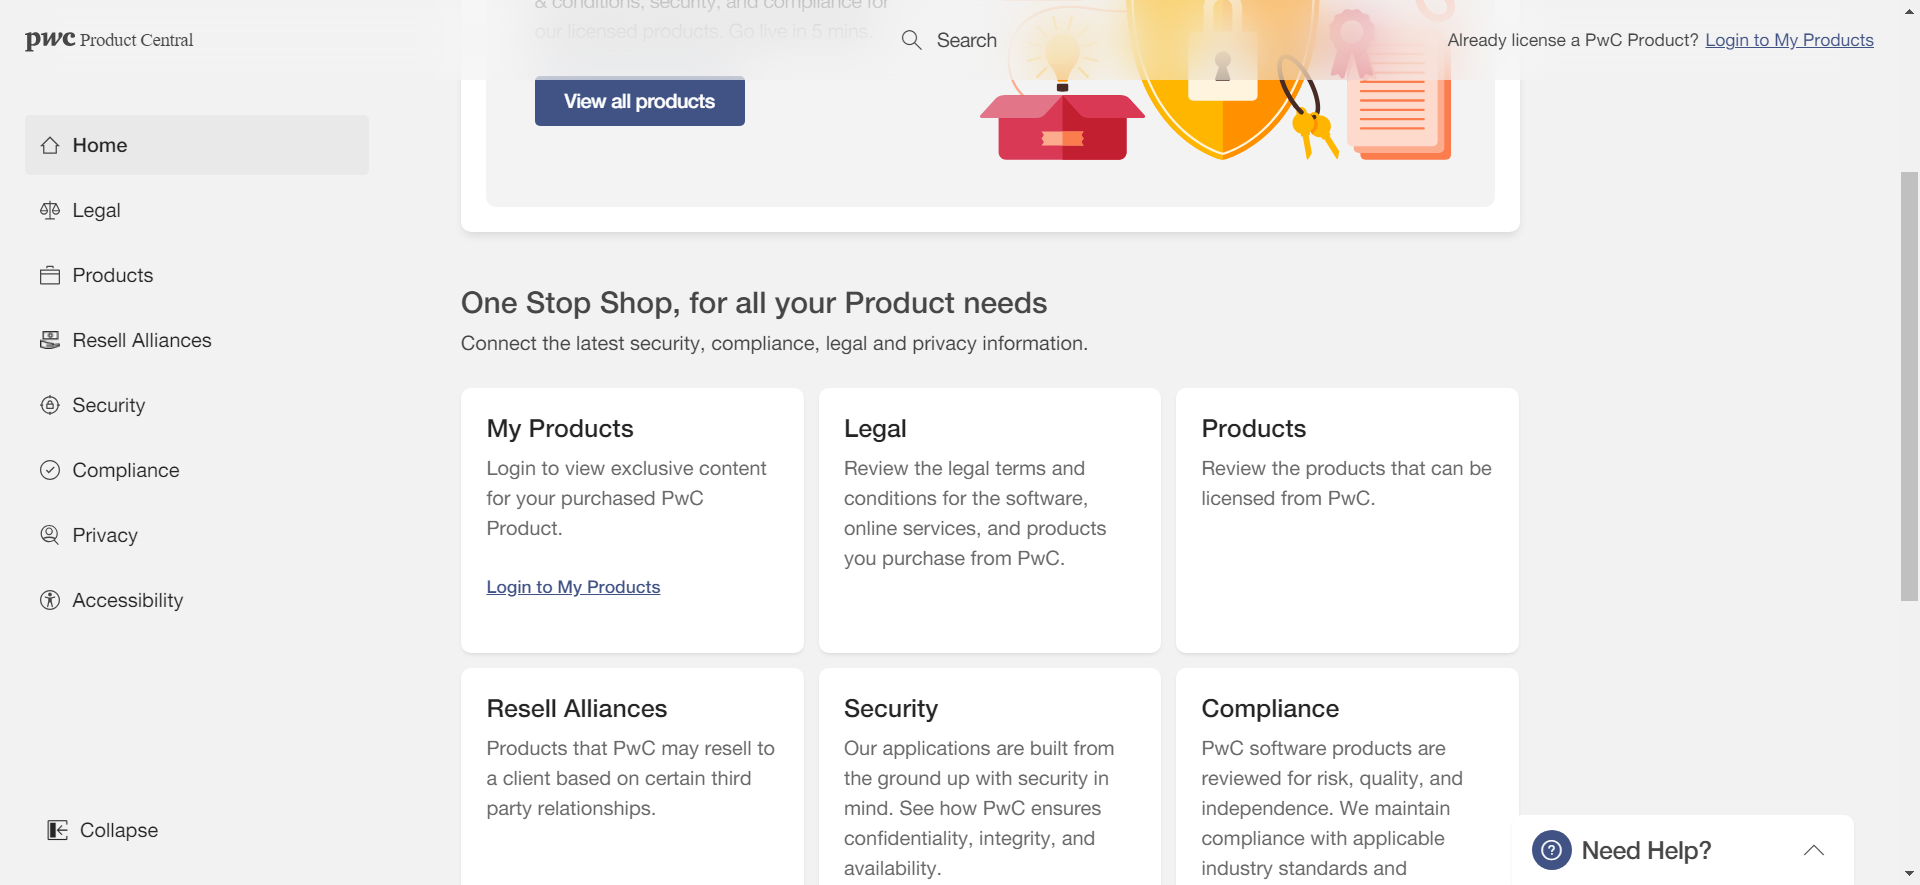 & conditions, security, and compliance for
our licensed products. Go live in 5 mins.
pwc Product Central
Search
Already license a PwC Product? Login to My Products
View all products
Home
Legal
Products
Resell Alliances
Security
Compliance
Privacy
Accessibility
Collapse
One Stop Shop, for all your Product needs
Connect the latest security, compliance, legal and privacy information.
My Products
Login to view exclusive content
for your purchased PwC
Product.
Login to My Products
Legal
Review the legal terms and
conditions for the software,
online services, and products
you purchase from PwC.
Products
Review the products that can be
licensed from PwC.
Resell Alliances
Products that PwC may resell to
a client based on certain third
party relationships.
Security
Our applications are built from
the ground up with security in
mind. See how PwC ensures
confidentiality, integrity, and
availability.
Compliance
PwC software products are
reviewed for risk, quality, and
independence. We maintain
compliance with applicable
industry standards and
Need Help?